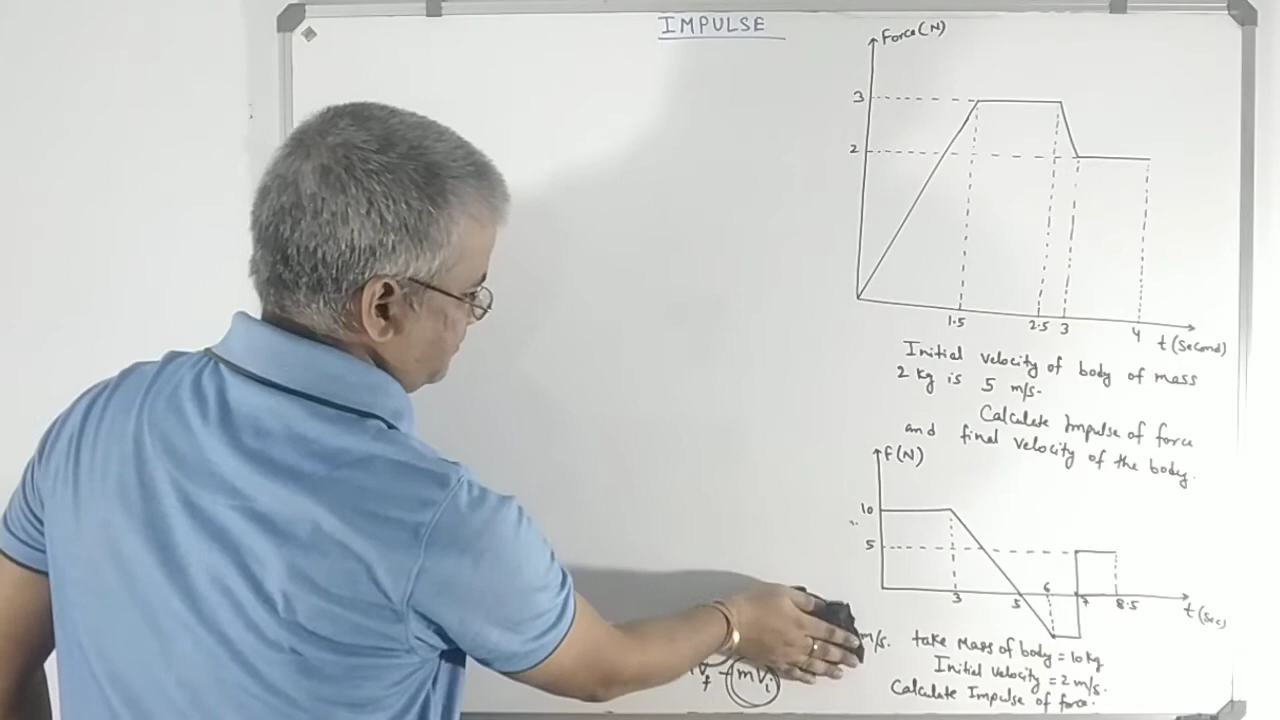 IMPULSE
Force(N)
3
2
1.5
2.5
3
4
t (Second)
Initial velocity of body of mass
2 kg is 5 m/s.
Calculate Impulse of force
and final velocity of the body.
F(N)
10
5
3
5
6
7
8.5
t (Sec)
m/s.
take Mass of body = 10 kg
Initial velocity = 2 m/s.
Calculate Impulse of force.
f - mVi